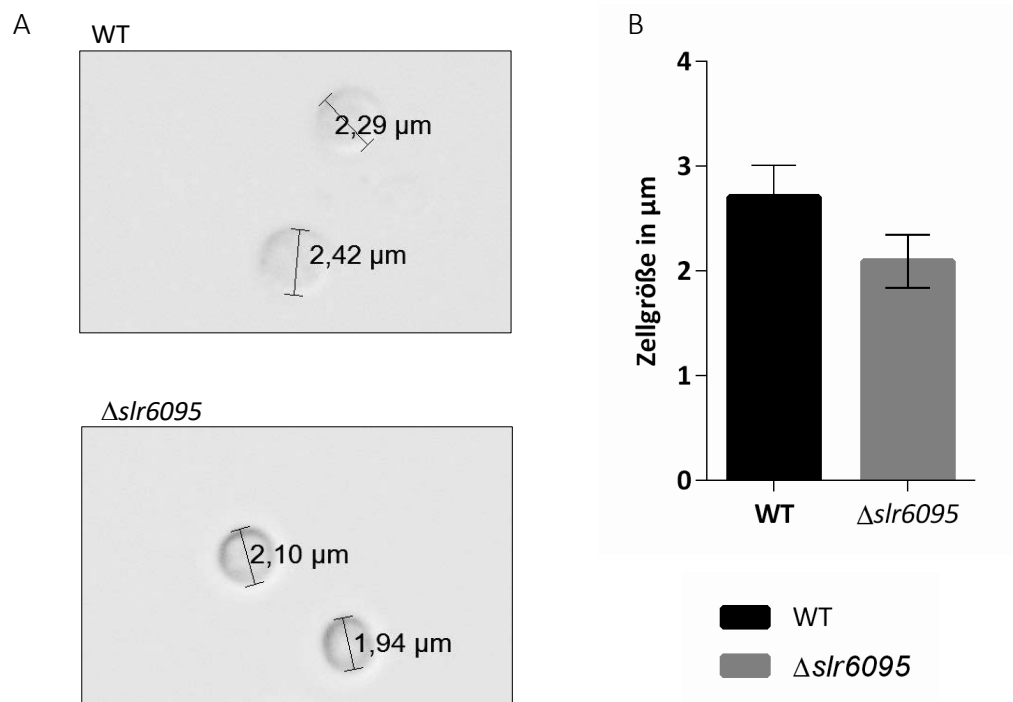 A
WT
2,29 µm
2,42 µm
Δslr6095
2,10 µm
1,94 µm
B
Zellgröße in µm
4
3
2
1
0
WT
Δslr6095
WT
Δslr6095